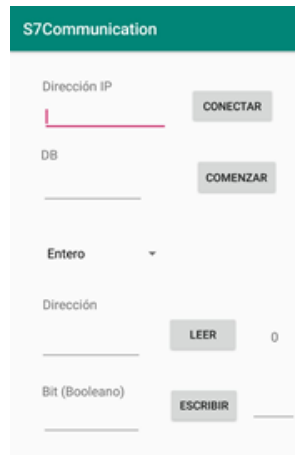 S7Communication
Dirección IP
CONECTAR
DB
COMENZAR
Entero
Dirección
LEER
0
Bit (Booleano)
ESCRIBIR